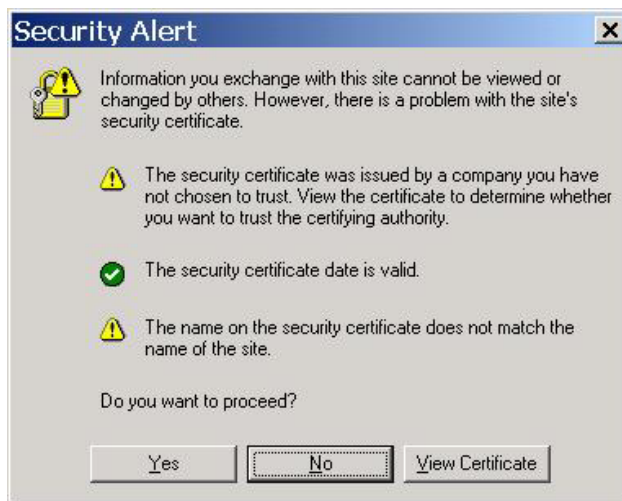 Security Alert
Information you exchange with this site cannot be viewed or
changed by others. However, there is a problem with the site's
security certificate.
The security certificate was issued by a company you have
not chosen to trust. View the certificate to determine whether
you want to trust the certifying authority.
The security certificate date is valid.
The name on the security certificate does not match the
name of the site.
Do you want to proceed?
Yes No View Certificate